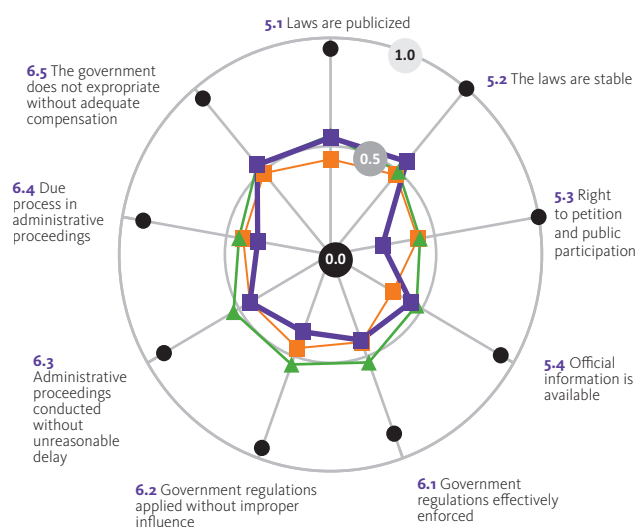 5.1 Laws are publicized
1.0
5.2 The laws are stable
0.5
5.3 Right
to petition
and public
participation
0.0
5.4 Official
information is
available
6.1 Government
regulations effectively
enforced
6.2 Government regulations
applied without improper
influence
6.3
Administrative
proceedings
conducted
without
unreasonable
delay
6.4 Due
process in
administrative
proceedings
6.5 The government
does not expropriate
without adequate
compensation